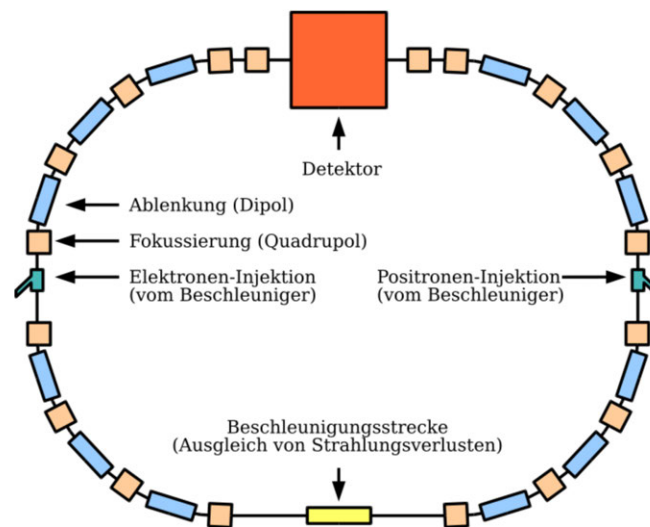 Detektor
Ablenkung (Dipol)
Fokussierung (Quadrupol)
Elektronen-Injektion
(vom Beschleuniger)
Positronen-Injektion
(vom Beschleuniger)
Beschleunigungsstrecke
(Ausgleich von Strahlungsverlusten)